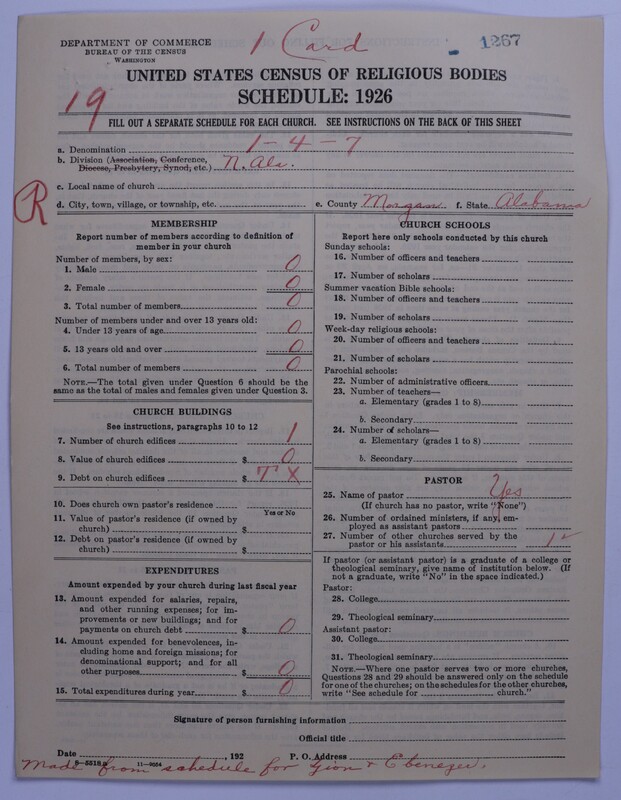 DEPARTMENT OF COMMERCE
BUREAU OF THE CENSUS
WASHINGTON
1 Card
1267
UNITED STATES CENSUS OF RELIGIOUS BODIES
SCHEDULE: 1926
19
FILL OUT A SEPARATE SCHEDULE FOR EACH CHURCH. SEE INSTRUCTIONS ON THE BACK OF THIS SHEET
a. Denomination 1-4-7
b. Division (Association, Conference, Diocese, Presbytery, Synod, etc.) N. Ala.
c. Local name of church
R
d. City, town, village, or township, etc. e. County Morgan f. State Alabama
MEMBERSHIP
Report number of members according to definition of
member in your church
Number of members, by sex:
1. Male 0
2. Female 0
3. Total number of members 0
Number of members under and over 13 years old:
4. Under 13 years of age 0
5. 13 years old and over 0
6. Total number of members 0
NOTE.—The total given under Question 6 should be
same as the total of males and females given under Question 3.
CHURCH BUILDINGS
See instructions, paragraphs 10 to 12
7. Number of church edifices 1
8. Value of church edifices $ 0
9. Debt on church edifices $ X
10. Does church own pastor's residence?
Yes or No
11. Value of pastor's residence (if owned by
church) $
12. Debt on pastor's residence (if owned by
church) $
EXPENDITURES
Amount expended by your church during last fiscal year
13. Amount expended for salaries, repairs,
and other running expenses; for im-
provements or new buildings; and for
payments on church debt $ 0
14. Amount expended for benevolences, in-
cluding home and foreign missions; for
denominational support; and for all
other purposes $ 0
15. Total expenditures during year $ 0
CHURCH SCHOOLS
Report here only schools conducted by this church
Sunday schools:
16. Number of officers and teachers
17. Number of scholars
Summer vacation Bible schools:
18. Number of officers and teachers
19. Number of scholars
Week-day religious schools:
20. Number of officers and teachers
21. Number of scholars
Parochial schools:
22. Number of administrative officers
23. Number of teachers—
a. Elementary (grades 1 to 8)
b. Secondary
24. Number of scholars—
a. Elementary (grades 1 to 8)
b. Secondary
PASTOR
25. Name of pastor Yes
(If church has no pastor, write "None")
26. Number of ordained ministers, if any, em-
ployed as assistant pastors
27. Number of other churches served by the
pastor or his assistants
If pastor (or assistant pastor) is a graduate of a college or
theological seminary, give name of institution below. (If
not a graduate, write "No" in the space indicated.)
Pastor:
28. College
29. Theological seminary
Assistant pastor:
30. College
31. Theological seminary
NOTE.—Where one pastor serves two or more churches,
Questions 28 and 29 should be answered only on the schedule
for one of the churches; on the schedules for the other churches,
write "See schedule for church."
Signature of person furnishing information
Official title
Date , 192 P. O. Address
11—9054
Made from schedule for Zion & Ebenezer.